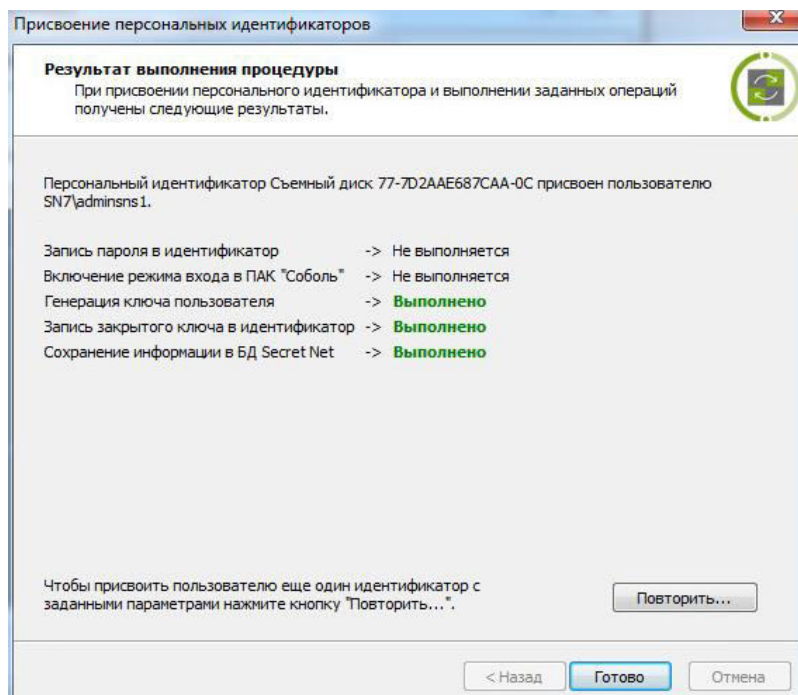 Присвоение персональных идентификаторов
Результат выполнения процедуры
При присвоении персонального идентификатора и выполнении заданных операций
получены следующие результаты.
Персональный идентификатор Съемный диск 77-7D2AAE687CAA-0C присвоен пользователю
SN7\adminsns1.
Запись пароля в идентификатор -> Не выполняется
Включение режима входа в ПАК "Соболь" -> Не выполняется
Генерация ключа пользователя -> Выполнено
Запись закрытого ключа в идентификатор -> Выполнено
Сохранение информации в БД Secret Net -> Выполнено
Чтобы присвоить пользователю еще один идентификатор с
заданными параметрами нажмите кнопку "Повторить...".
Повторить...
< Назад Готово Отмена